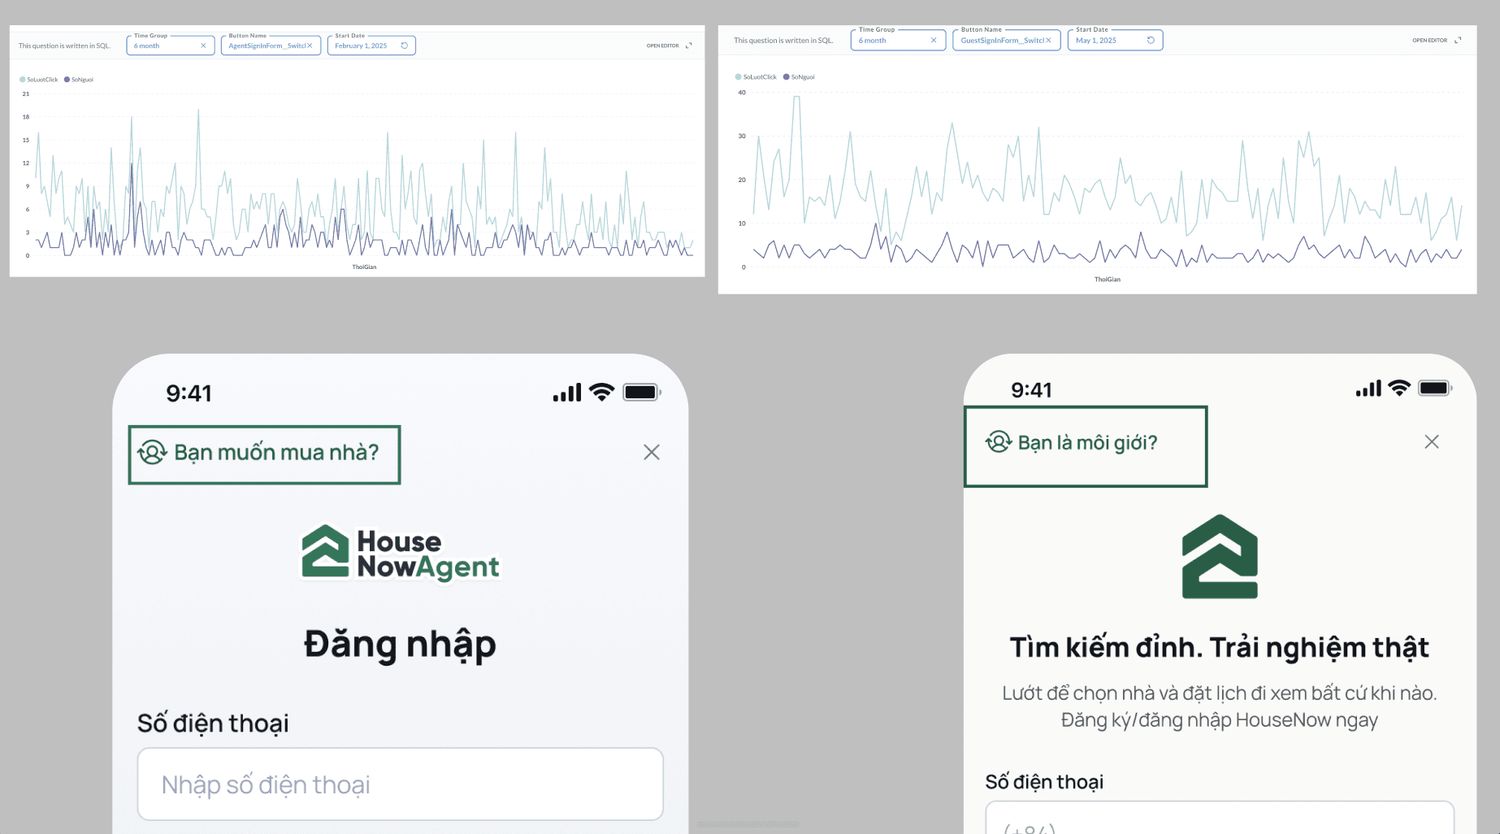 This question is written in SQL.
Time Group
6 month
Button Name
AgentSignInForm_Switcl
Start Date
February 1, 2025
OPEN EDITOR
SoLuotClick
SoNguoi
21
18
15
12
9
6
3
0
ThoiGian
This question is written in SQL.
Time Group
6 month
Button Name
GuestSignInForm_Switcl
Start Date
May 1, 2025
OPEN EDITOR
SoLuotClick
SoNguoi
40
30
20
10
0
ThoiGian
9:41
Bạn muốn mua nhà?
House
NowAgent
Đăng nhập
Số điện thoại
Nhập số điện thoại
9:41
Bạn là môi giới?
Tìm kiếm đỉnh. Trải nghiệm thật
Lướt để chọn nhà và đặt lịch đi xem bất cứ khi nào.
Đăng ký/đăng nhập HouseNow ngay
Số điện thoại
(+84)